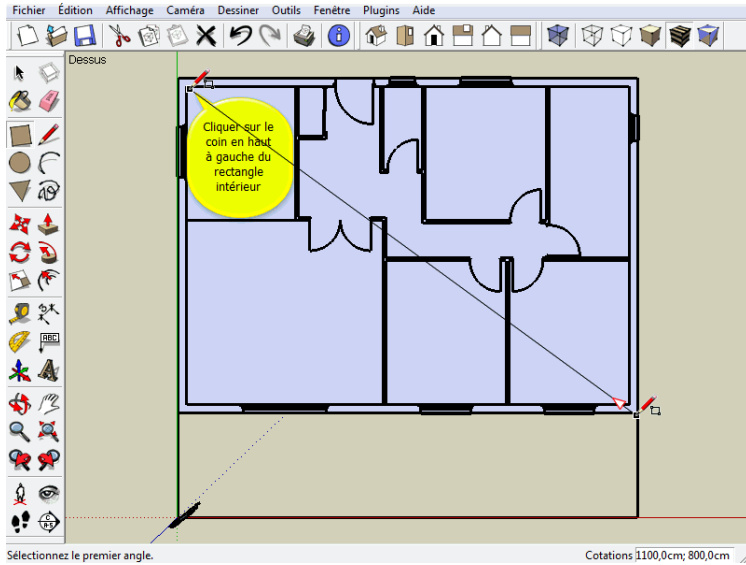 Fichier Édition Affichage Caméra Dessiner Outils Fenêtre Plugins Aide
Dessus
Cliquer sur le
coin en haut
à gauche du
rectangle
intérieur
ABC
Sélectionnez le premier angle.
Cotations 1100,0cm; 800,0cm